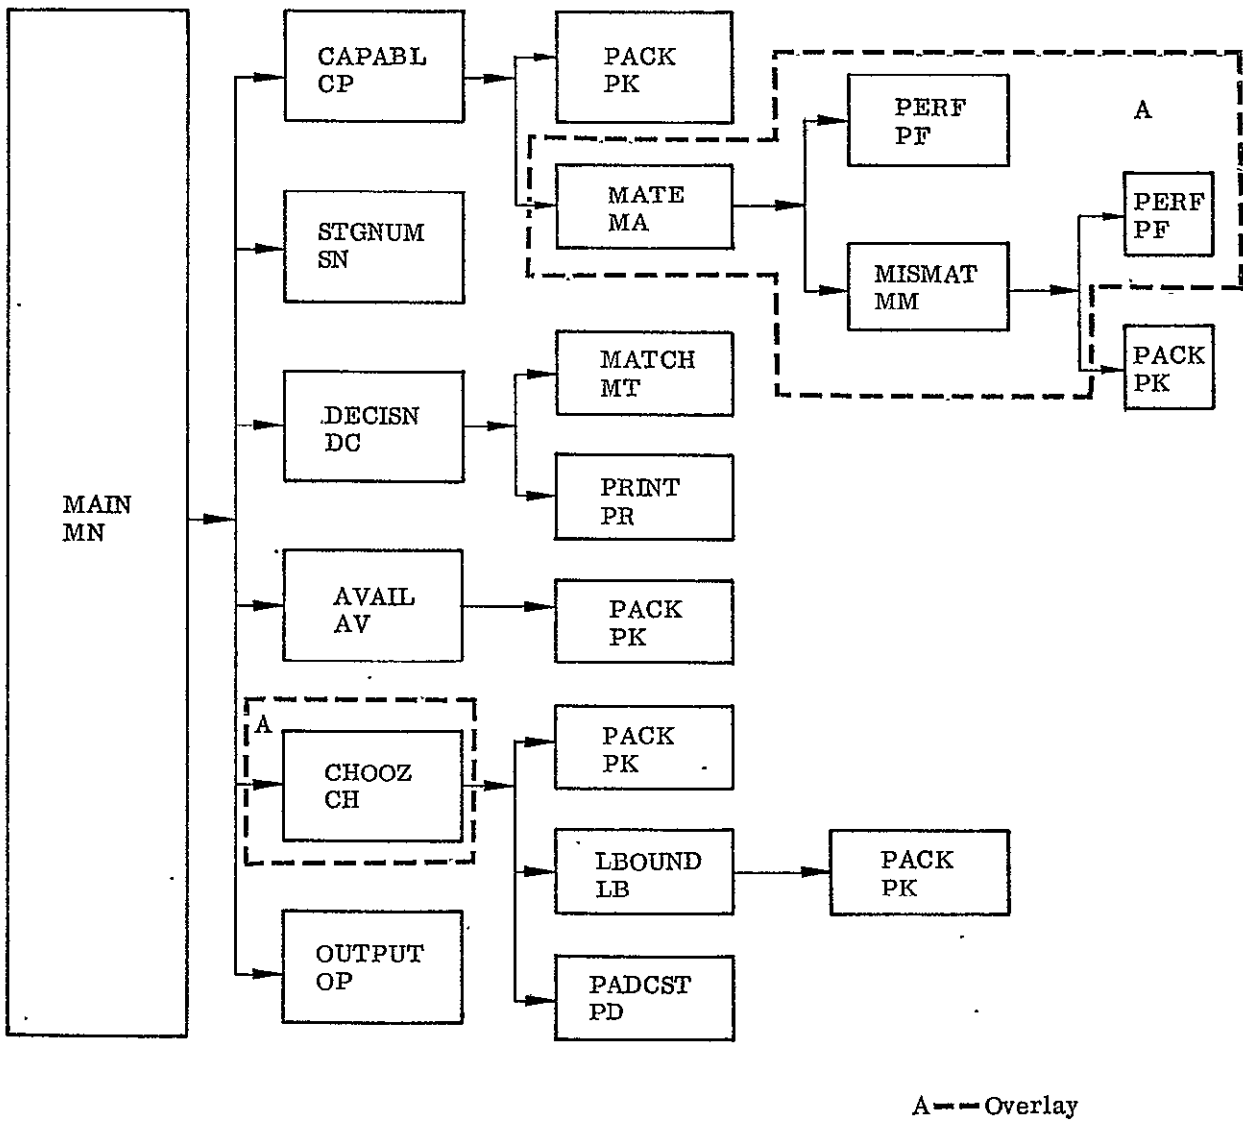 MAIN
MN
CAPABL
CP
STGNUM
SN
.DECISN
DC
AVAIL
AV
A
CHOOZ
CH
OUTPUT
OP
PACK
PK
MATE
MA
MATCH
MT
PRINT
PR
PACK
PK
PACK
PK
LBOUND
LB
PADCST
PD
PERF
PF
MISMAT
MM
PACK
PK
A
PERF
PF
PACK
PK
A Overlay